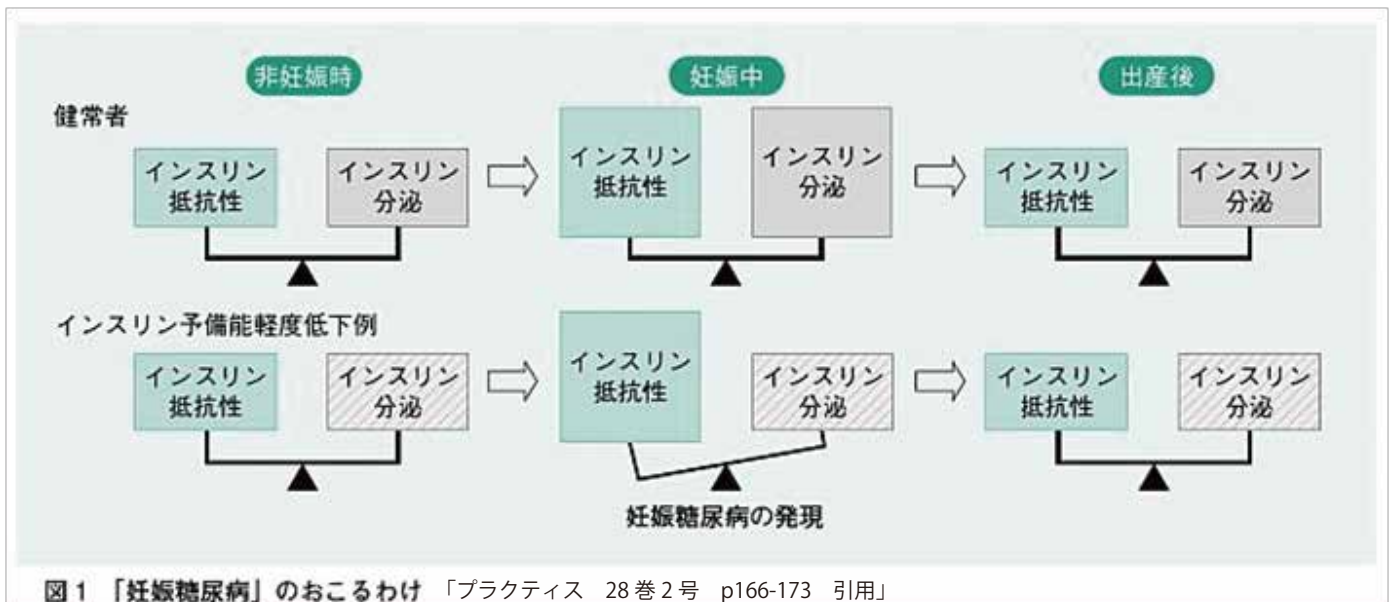 非妊娠時
妊娠中
出産後
健常者
インスリン
抵抗性
インスリン
分泌
インスリン
抵抗性
インスリン
分泌
インスリン
抵抗性
インスリン
分泌
インスリン予備能軽度低下例
インスリン
抵抗性
インスリン
分泌
インスリン
抵抗性
インスリン
分泌
インスリン
抵抗性
インスリン
分泌
妊娠糖尿病の発現
図1 「妊娠糖尿病」のおこるわけ 「プラクティス 28巻2号 p166-173 引用」